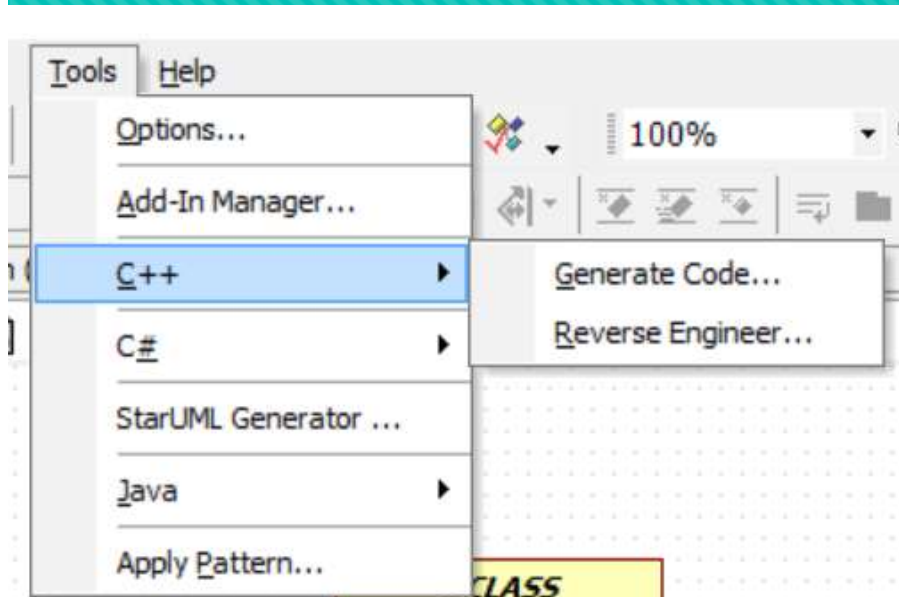 Tools Help
Options...
100%
Add-In Manager...
C++
Generate Code...
Reverse Engineer...
C#
StarUML Generator ...
Java
Apply Pattern...
CLASS